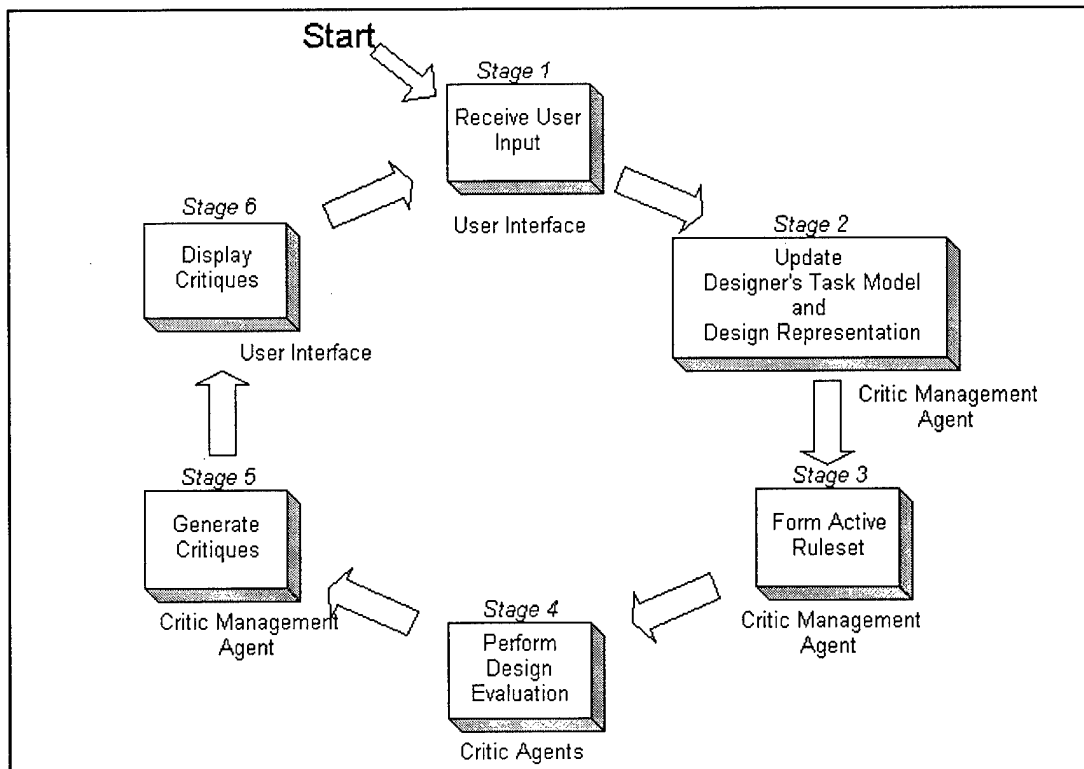 Start
Stage 1
Receive User
Input
User Interface
Stage 2
Update
Designer's Task Model
and
Design Representation
Critic Management
Agent
Stage 3
Form Active
Ruleset
Critic Management
Agent
Stage 4
Perform
Design
Evaluation
Critic Agents
Stage 5
Generate
Critiques
Critic Management
Agent
Stage 6
Display
Critiques
User Interface